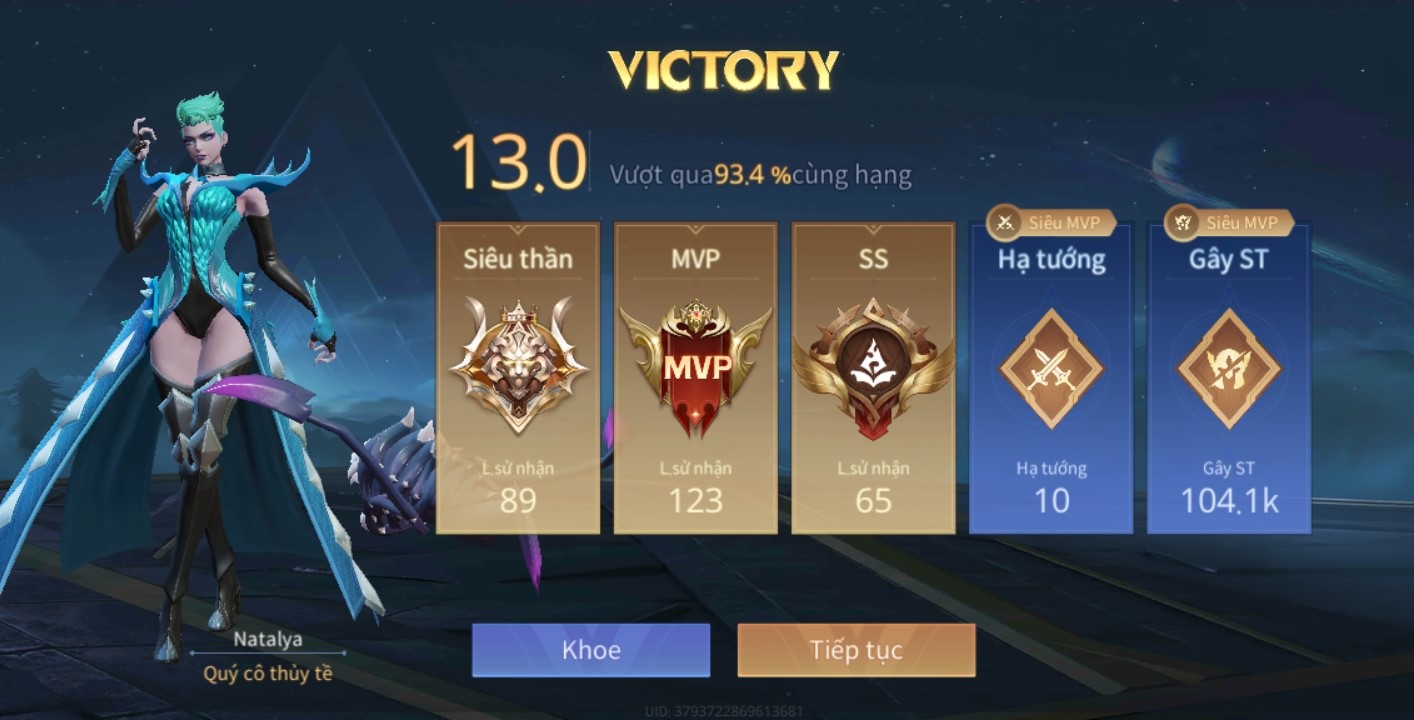 VICTORY
13.0 Vượt qua93.4 %cùng hạng
Siêu MVP
Siêu MVP
Siêu thần
MVP
SS
Hạ tướng
Gây ST
MVP
L.sử nhận
L.sử nhận
L.sử nhận
Hạ tướng
Gây ST
89
123
65
10
104.1k
Natalya
Quý cô thủy tề
Khoe
Tiếp tục
UID: 3793722869613681